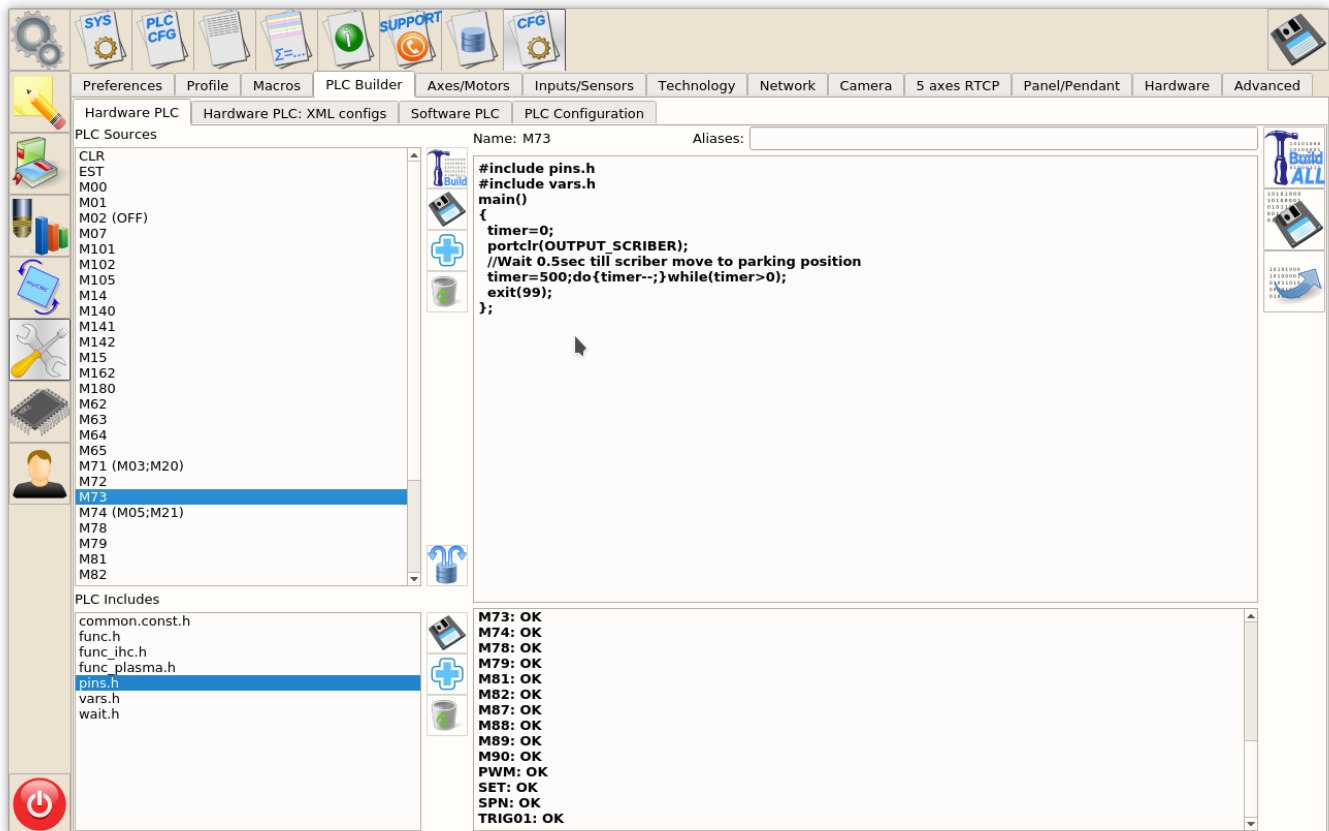 SYS
PLC CFG
Σ=...
i
SUPPORT
CFG
Preferences Profile Macros PLC Builder Axes/Motors Inputs/Sensors Technology Network Camera 5 axes RTCP Panel/Pendant Hardware Advanced
Hardware PLC Hardware PLC: XML configs Software PLC PLC Configuration
PLC Sources
CLR
EST
M00
M01
M02 (OFF)
M07
M101
M102
M105
M14
M140
M141
M142
M15
M162
M180
M62
M63
M64
M65
M71 (M03;M20)
M72
M73
M74 (M05;M21)
M78
M79
M81
M82
PLC Includes
common.const.h
func.h
func_ihc.h
func_plasma.h
pins.h
vars.h
wait.h
Build
Name: M73 Aliases:
#include pins.h
#include vars.h
main()
{
timer=0;
portclr(OUTPUT_SCRIBER);
//Wait 0.5sec till scriber move to parking position
timer=500;do{timer--;}while(timer>0);
exit(99);
};
M73: OK
M74: OK
M78: OK
M79: OK
M81: OK
M82: OK
M87: OK
M88: OK
M89: OK
M90: OK
PWM: OK
SET: OK
SPN: OK
TRIG01: OK
Build
ALL
myCNC